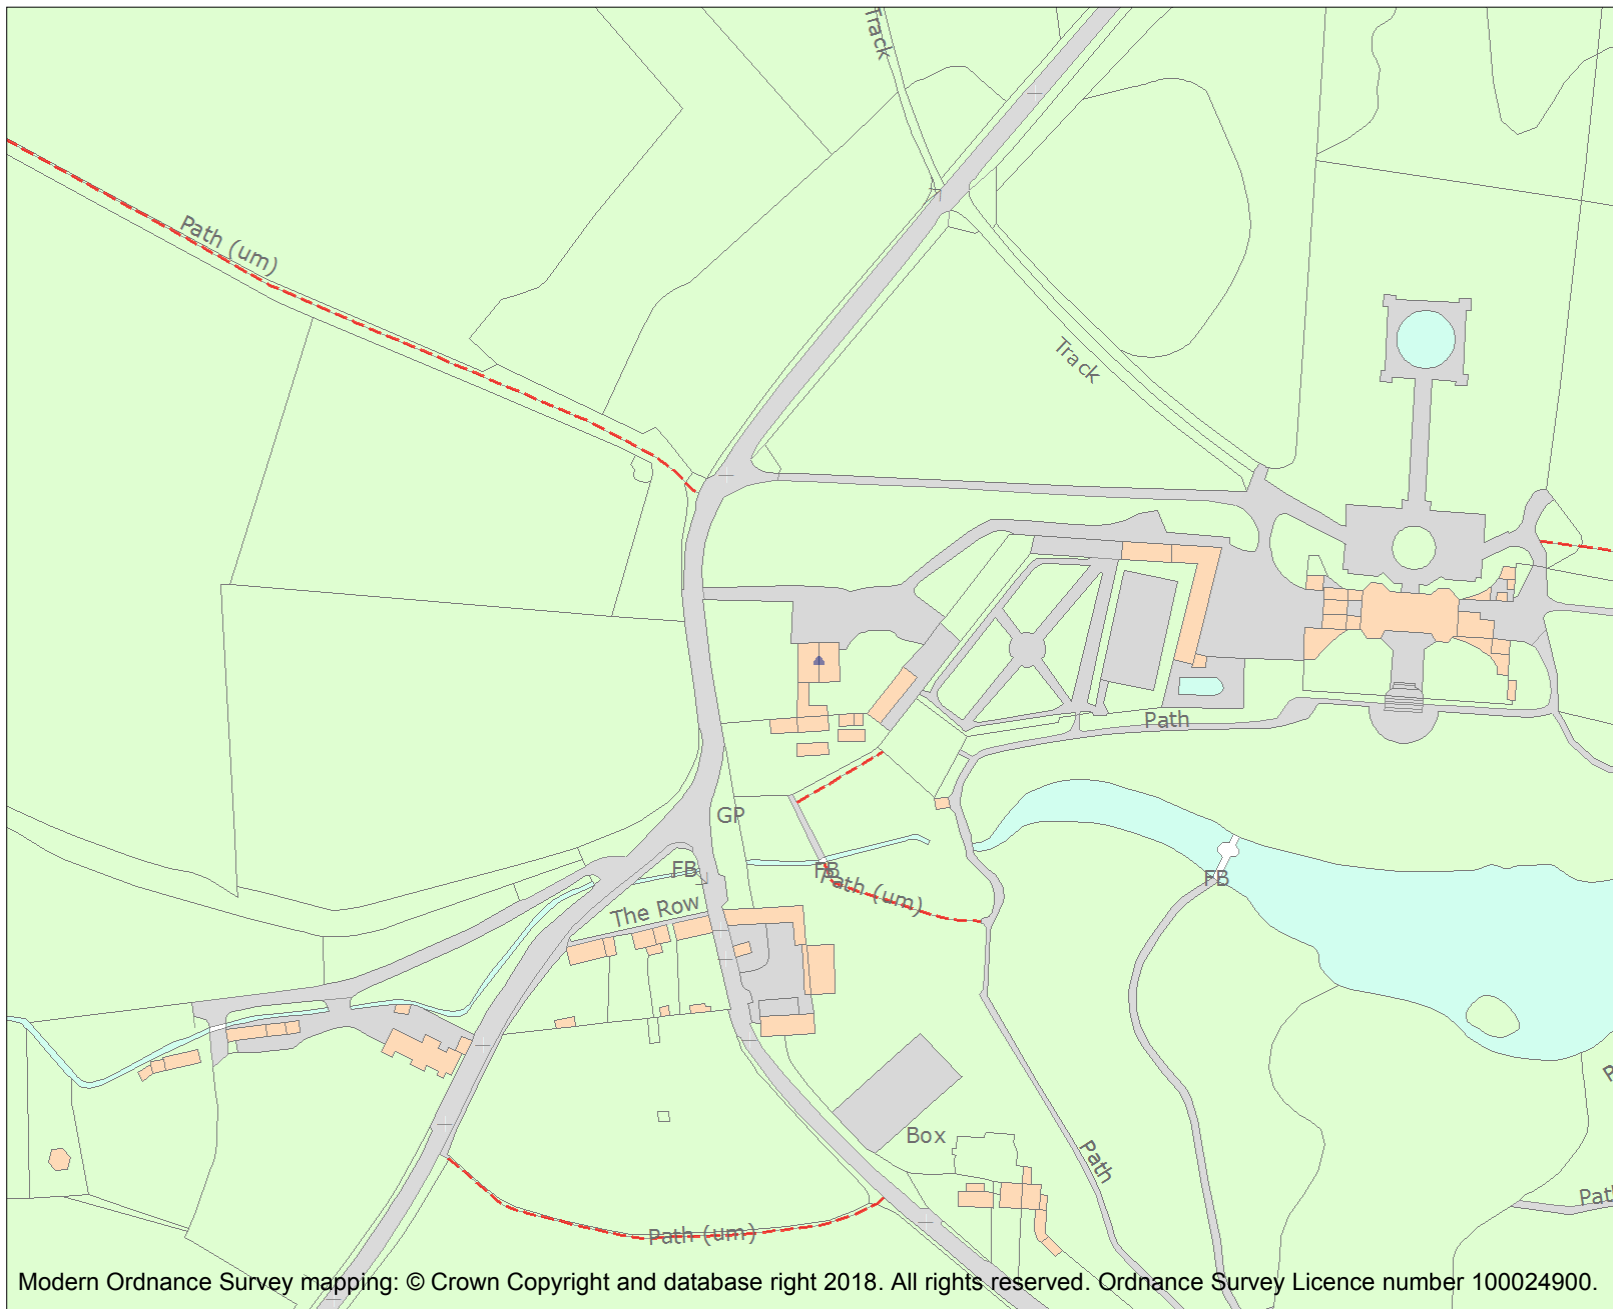 Track
Path (um)
Track
Path
GP
FB
FB
Path (um)
FB
The Row
Box
Path
Path (um)
Modern Ordnance Survey mapping: © Crown Copyright and database right 2018. All rights reserved. Ordnance Survey Licence number 100024900.